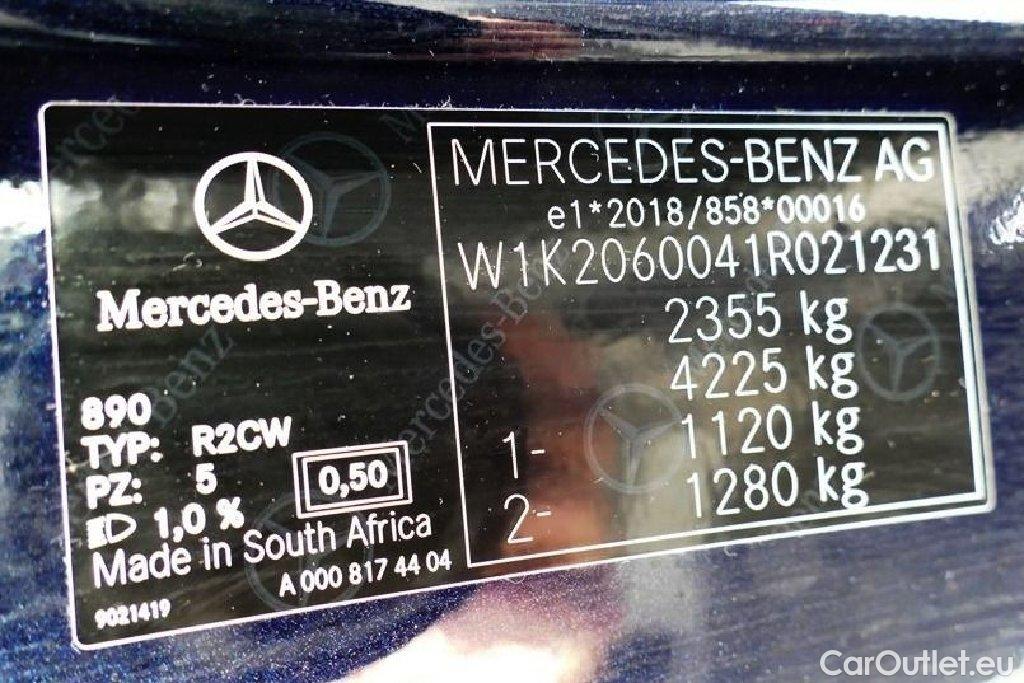 Mercedes-Benz
890
TYP: R2CW
PZ: 5
1,0 %
0,50
Made in South Africa
A 000 817 44 04
9021419
MERCEDES-BENZ AG
e1*2018/858*00016
W1K2060041R021231
2355 kg
4225 kg
1- 1120 kg
2- 1280 kg
CarOutlet.eu